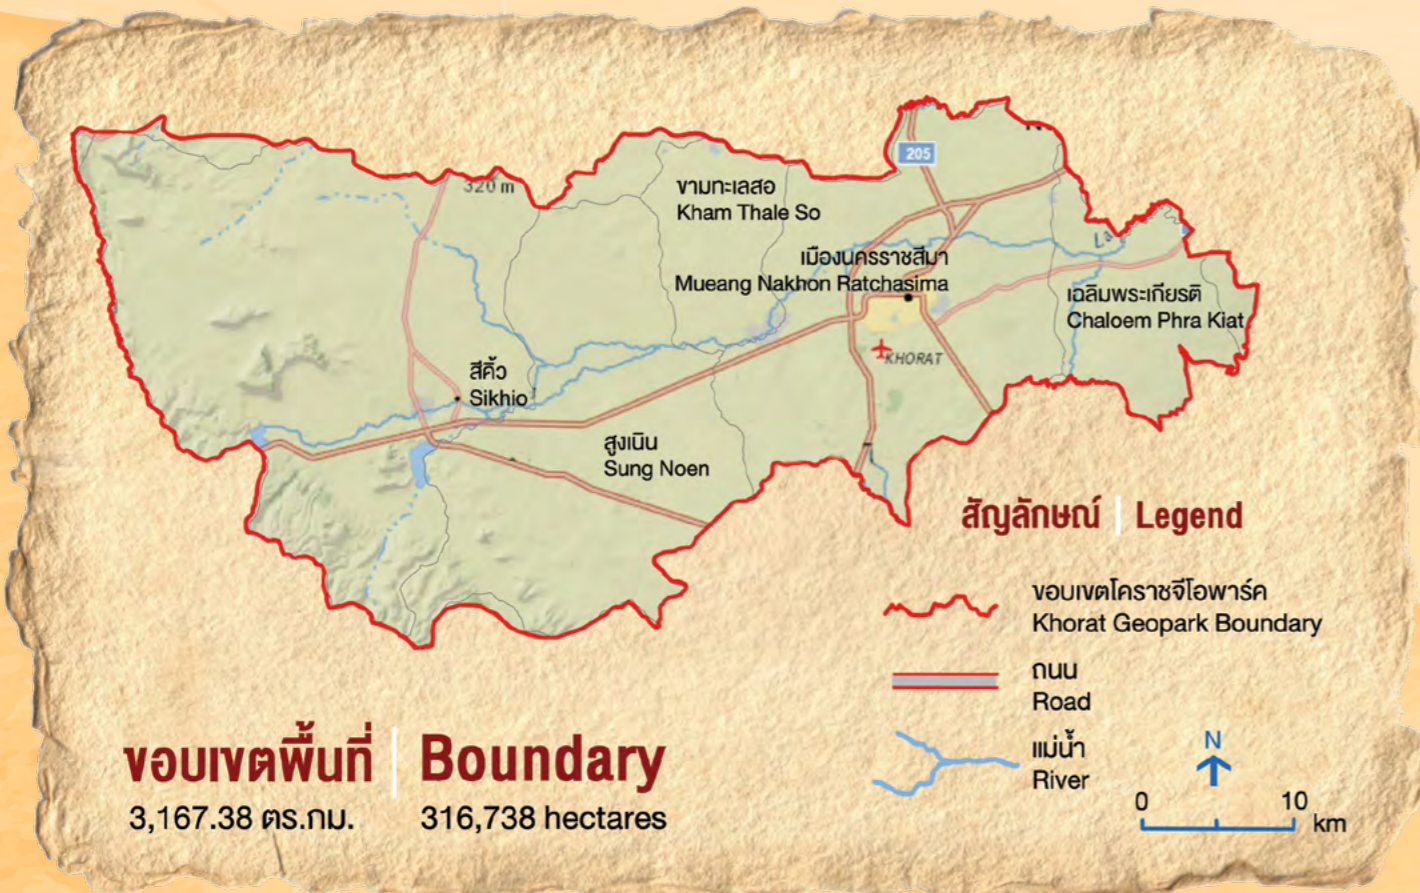 205
320 m
ขามทะเลสอ
Kham Thale So
เมืองนครราชสีมา
Mueang Nakhon Ratchasima
เฉลิมพระเกียรติ
Chaloem Phra Kiat
KHORAT
สีคิ้ว
Sikhio
สูงเนิน
Sung Noen
สัญลักษณ์ | Legend
ขอบเขตโคราชจีโอพาร์ค
Khorat Geopark Boundary
ถนน
Road
แม่น้ำ
River
N
0 10
km
ขอบเขตพื้นที่ | Boundary
3,167.38 ตร.กม. 316,738 hectares